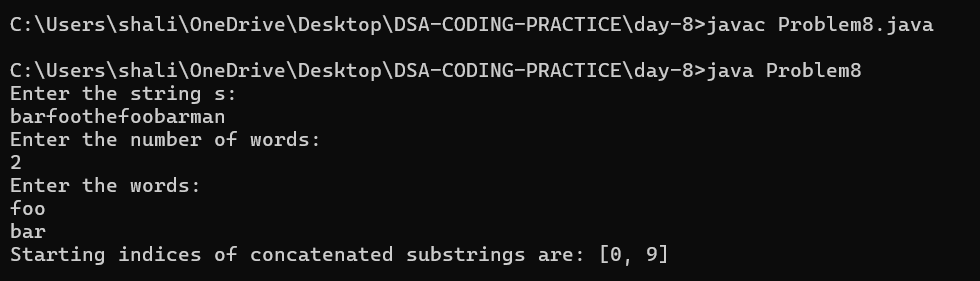 C:\Users\shali\OneDrive\Desktop\DSA-CODING-PRACTICE\day-8>javac Problem8.java
C:\Users\shali\OneDrive\Desktop\DSA-CODING-PRACTICE\day-8>java Problem8
Enter the string s:
barfoothefoobarman
Enter the number of words:
2
Enter the words:
foo
bar
Starting indices of concatenated substrings are: [0, 9]